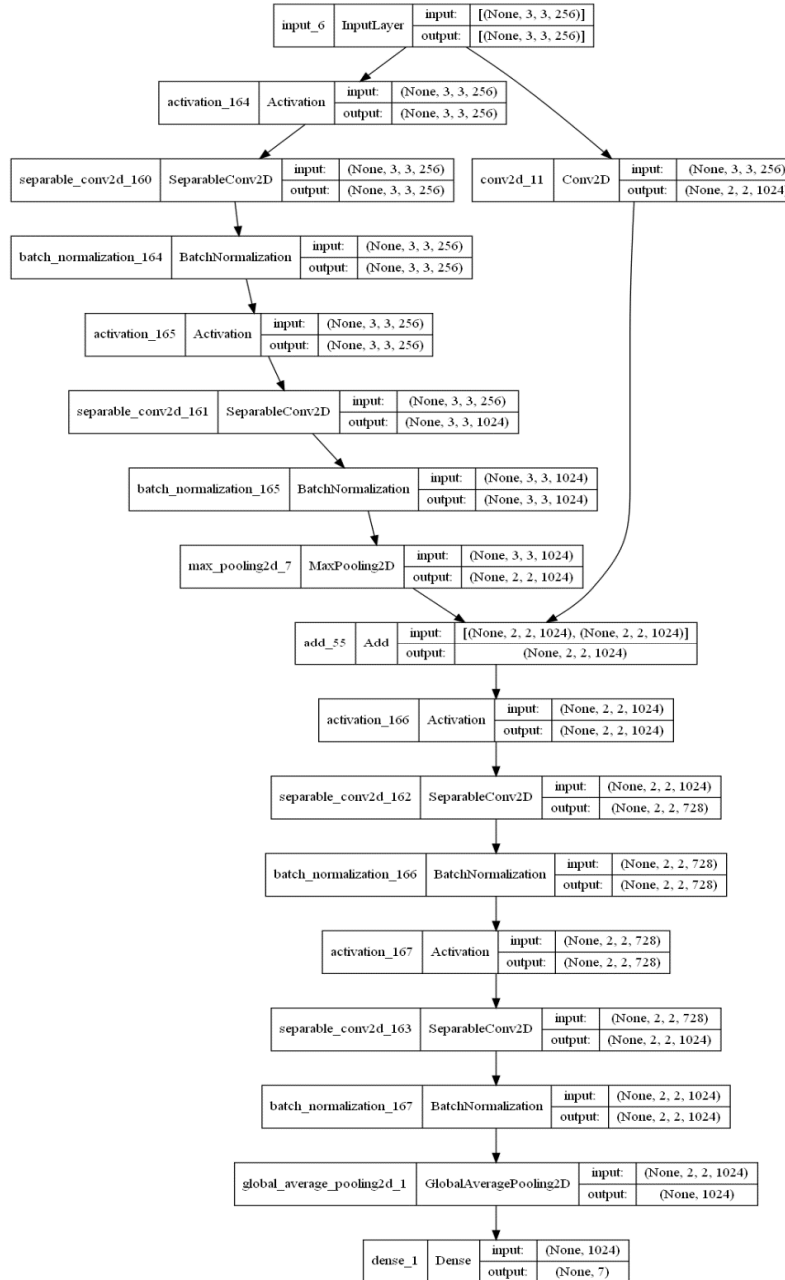 input_6 InputLayer input: [(None, 3, 3, 256)]
output: [(None, 3, 3, 256)]
activation_164 Activation input: (None, 3, 3, 256)
output: (None, 3, 3, 256)
separable_conv2d_160 SeparableConv2D input: (None, 3, 3, 256)
output: (None, 3, 3, 256)
conv2d_11 Conv2D input: (None, 3, 3, 256)
output: (None, 2, 2, 1024)
batch_normalization_164 BatchNormalization input: (None, 3, 3, 256)
output: (None, 3, 3, 256)
activation_165 Activation input: (None, 3, 3, 256)
output: (None, 3, 3, 256)
separable_conv2d_161 SeparableConv2D input: (None, 3, 3, 256)
output: (None, 3, 3, 1024)
batch_normalization_165 BatchNormalization input: (None, 3, 3, 1024)
output: (None, 3, 3, 1024)
max_pooling2d_7 MaxPooling2D input: (None, 3, 3, 1024)
output: (None, 2, 2, 1024)
add_55 Add input: [(None, 2, 2, 1024), (None, 2, 2, 1024)]
output: (None, 2, 2, 1024)
activation_166 Activation input: (None, 2, 2, 1024)
output: (None, 2, 2, 1024)
separable_conv2d_162 SeparableConv2D input: (None, 2, 2, 1024)
output: (None, 2, 2, 728)
batch_normalization_166 BatchNormalization input: (None, 2, 2, 728)
output: (None, 2, 2, 728)
activation_167 Activation input: (None, 2, 2, 728)
output: (None, 2, 2, 728)
separable_conv2d_163 SeparableConv2D input: (None, 2, 2, 728)
output: (None, 2, 2, 1024)
batch_normalization_167 BatchNormalization input: (None, 2, 2, 1024)
output: (None, 2, 2, 1024)
global_average_pooling2d_1 GlobalAveragePooling2D input: (None, 2, 2, 1024)
output: (None, 1024)
dense_1 Dense input: (None, 1024)
output: (None, 7)